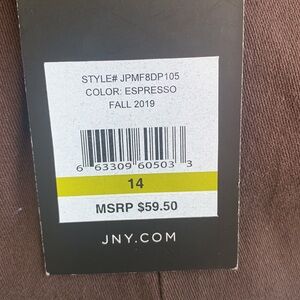 STYLE# JPMF8DP105
COLOR: ESPRESSO
FALL 2019
6 63309 60503 3
14
MSRP $59.50
JNY.COM